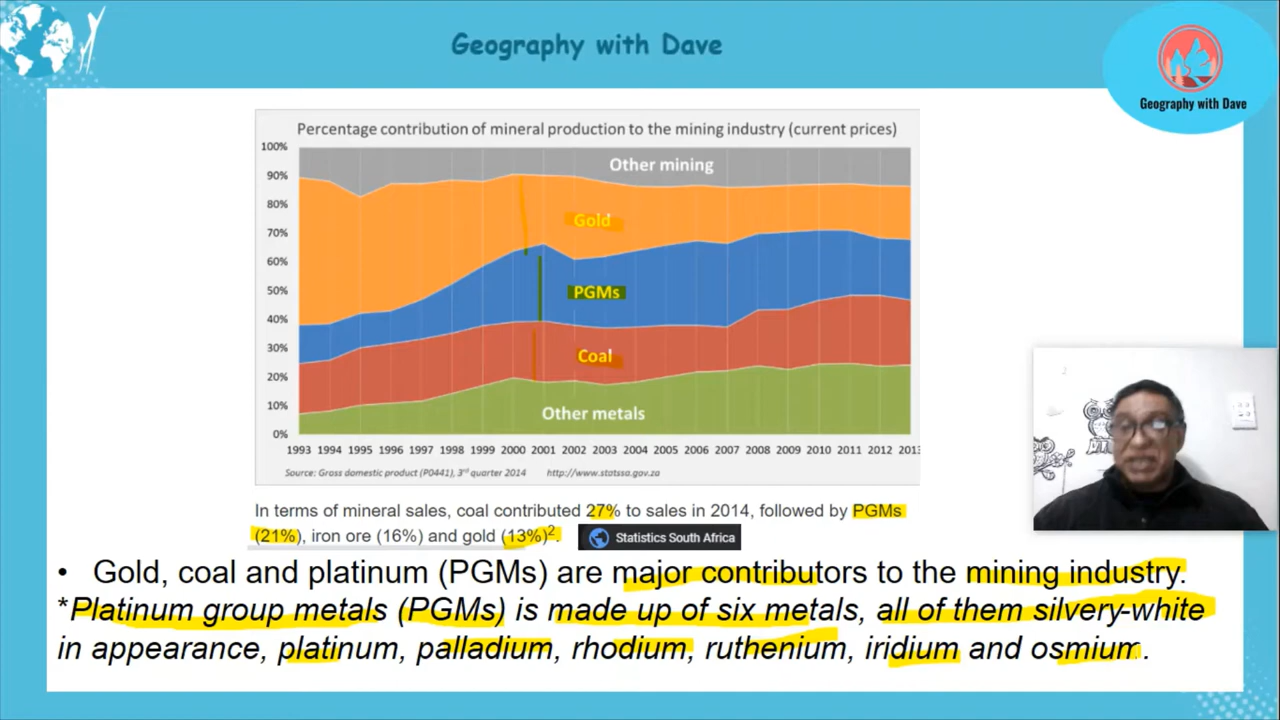 Geography with Dave
Geography with Dave
Percentage contribution of mineral production to the mining industry (current prices)
100%
90%
80%
70%
60%
50%
40%
30%
20%
10%
0%
Other mining
Gold
PGMs
Coal
Other metals
1993 1994 1995 1996 1997 1998 1999 2000 2001 2002 2003 2004 2005 2006 2007 2008 2009 2010 2011 2012 2013
Source: Gross domestic product (P0441), 3rd quarter 2014 http://www.statssa.gov.za
In terms of mineral sales, coal contributed 27% to sales in 2014, followed by PGMs
(21%), iron ore (16%) and gold (13%)2.
Statistics South Africa
• Gold, coal and platinum (PGMs) are major contributors to the mining industry.
*Platinum group metals (PGMs) is made up of six metals, all of them silvery-white
in appearance, platinum, palladium, rhodium, ruthenium, iridium and osmium.